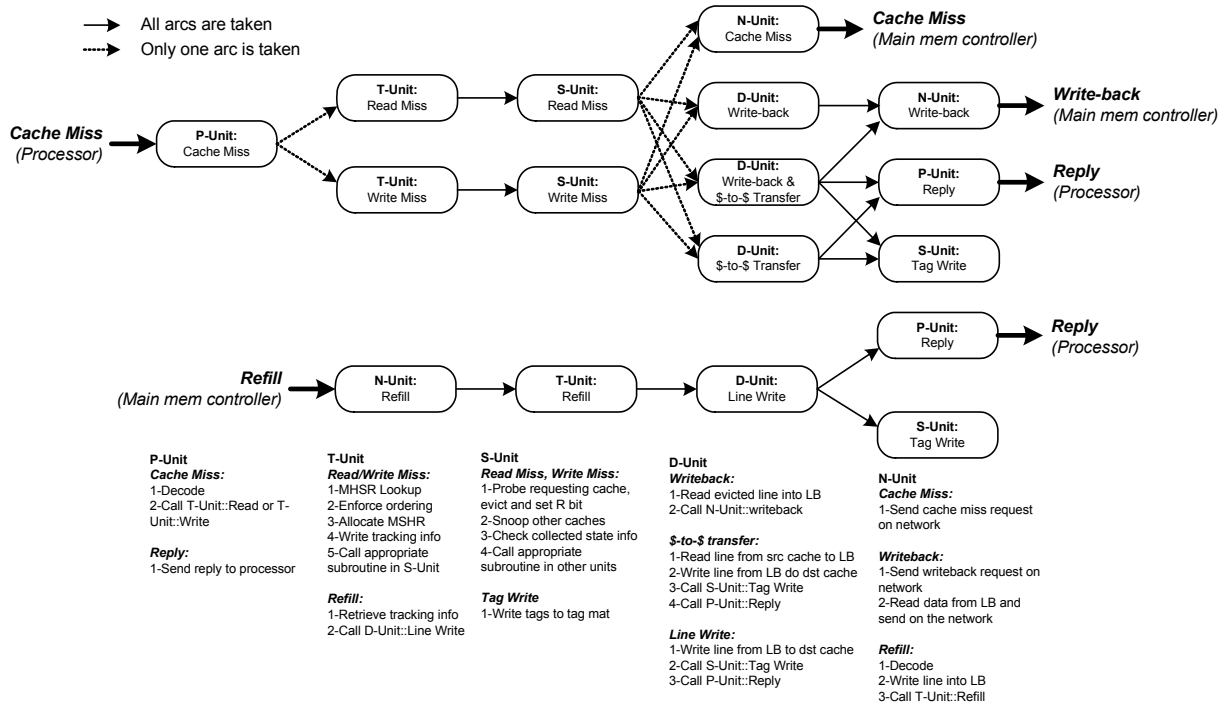 All arcs are taken
Only one arc is taken
N-Unit:
Cache Miss
Cache Miss
(Main mem controller)
T-Unit:
Read Miss
S-Unit:
Read Miss
D-Unit:
Write-back
N-Unit:
Write-back
Write-back
(Main mem controller)
Cache Miss
(Processor)
P-Unit:
Cache Miss
T-Unit:
Write Miss
S-Unit:
Write Miss
D-Unit:
Write-back &
$-to-$ Transfer
P-Unit:
Reply
Reply
(Processor)
D-Unit:
$-to-$ Transfer
S-Unit:
Tag Write
P-Unit:
Reply
Reply
(Processor)
Refill
(Main mem controller)
N-Unit:
Refill
T-Unit:
Refill
D-Unit:
Line Write
S-Unit:
Tag Write
P-Unit
Cache Miss:
1-Decode
2-Call T-Unit::Read or T-
Unit::Write
Reply:
1-Send reply to processor
T-Unit
Read/Write Miss:
1-MHSR Lookup
2-Enforce ordering
3-Allocate MSHR
4-Write tracking info
5-Call appropriate
subroutine in S-Unit
Refill:
1-Retrieve tracking info
2-Call D-Unit::Line Write
S-Unit
Read Miss, Write Miss:
1-Probe requesting cache,
evict and set R bit
2-Snoop other caches
3-Check collected state info
4-Call appropriate
subroutine in other units
Tag Write
1-Write tags to tag mat
D-Unit
Writeback:
1-Read evicted line into LB
2-Call N-Unit::writeback
$-to-$ transfer:
1-Read line from src cache to LB
2-Write line from LB do dst cache
3-Call S-Unit::Tag Write
4-Call P-Unit::Reply
Line Write:
1-Write line from LB to dst cache
2-Call S-Unit::Tag Write
3-Call P-Unit::Reply
N-Unit
Cache Miss:
1-Send cache miss request
on network
Writeback:
1-Send writeback request on
network
2-Read data from LB and
send on the network
Refill:
1-Decode
2-Write line into LB
3-Call T-Unit::Refill